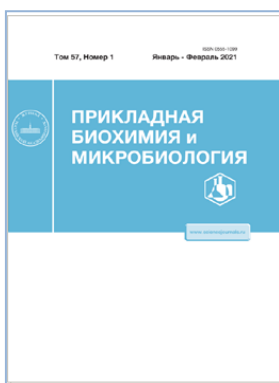 ISSN 0555-1099
Том 57, Номер 1
Январь - Февраль 2021
ПРИКЛАДНАЯ
БИОХИМИЯ и
МИКРОБИОЛОГИЯ
www.sciencejournals.ru